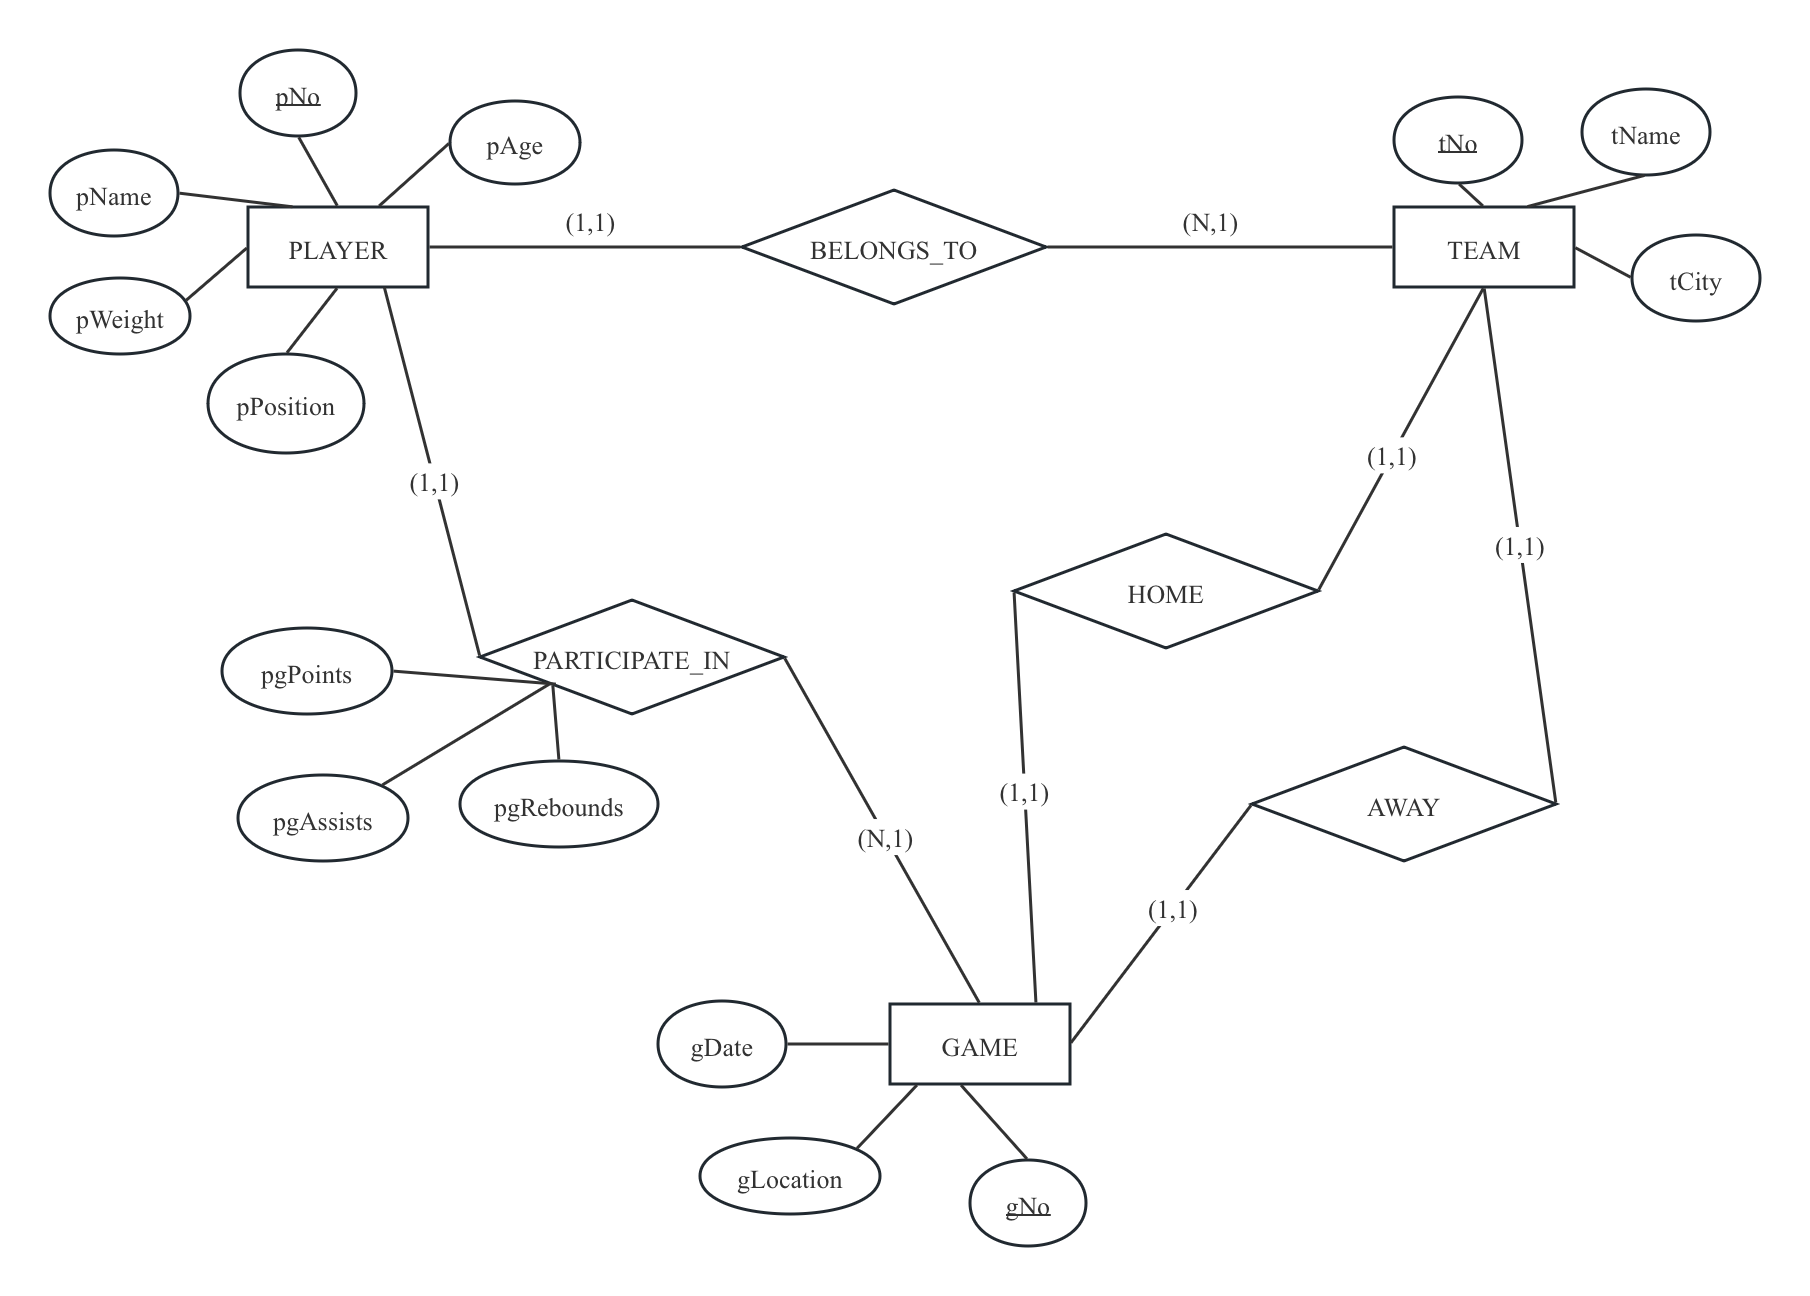 pNo
pAge
pName
PLAYER
pWeight
pPosition
(1,1)
BELONGS_TO
(N,1)
tNo
tName
TEAM
tCity
(1,1)
(1,1)
(1,1)
HOME
PARTICIPATE_IN
pgPoints
pgAssists
pgRebounds
(1,1)
AWAY
(N,1)
(1,1)
gDate
GAME
gLocation
gNo